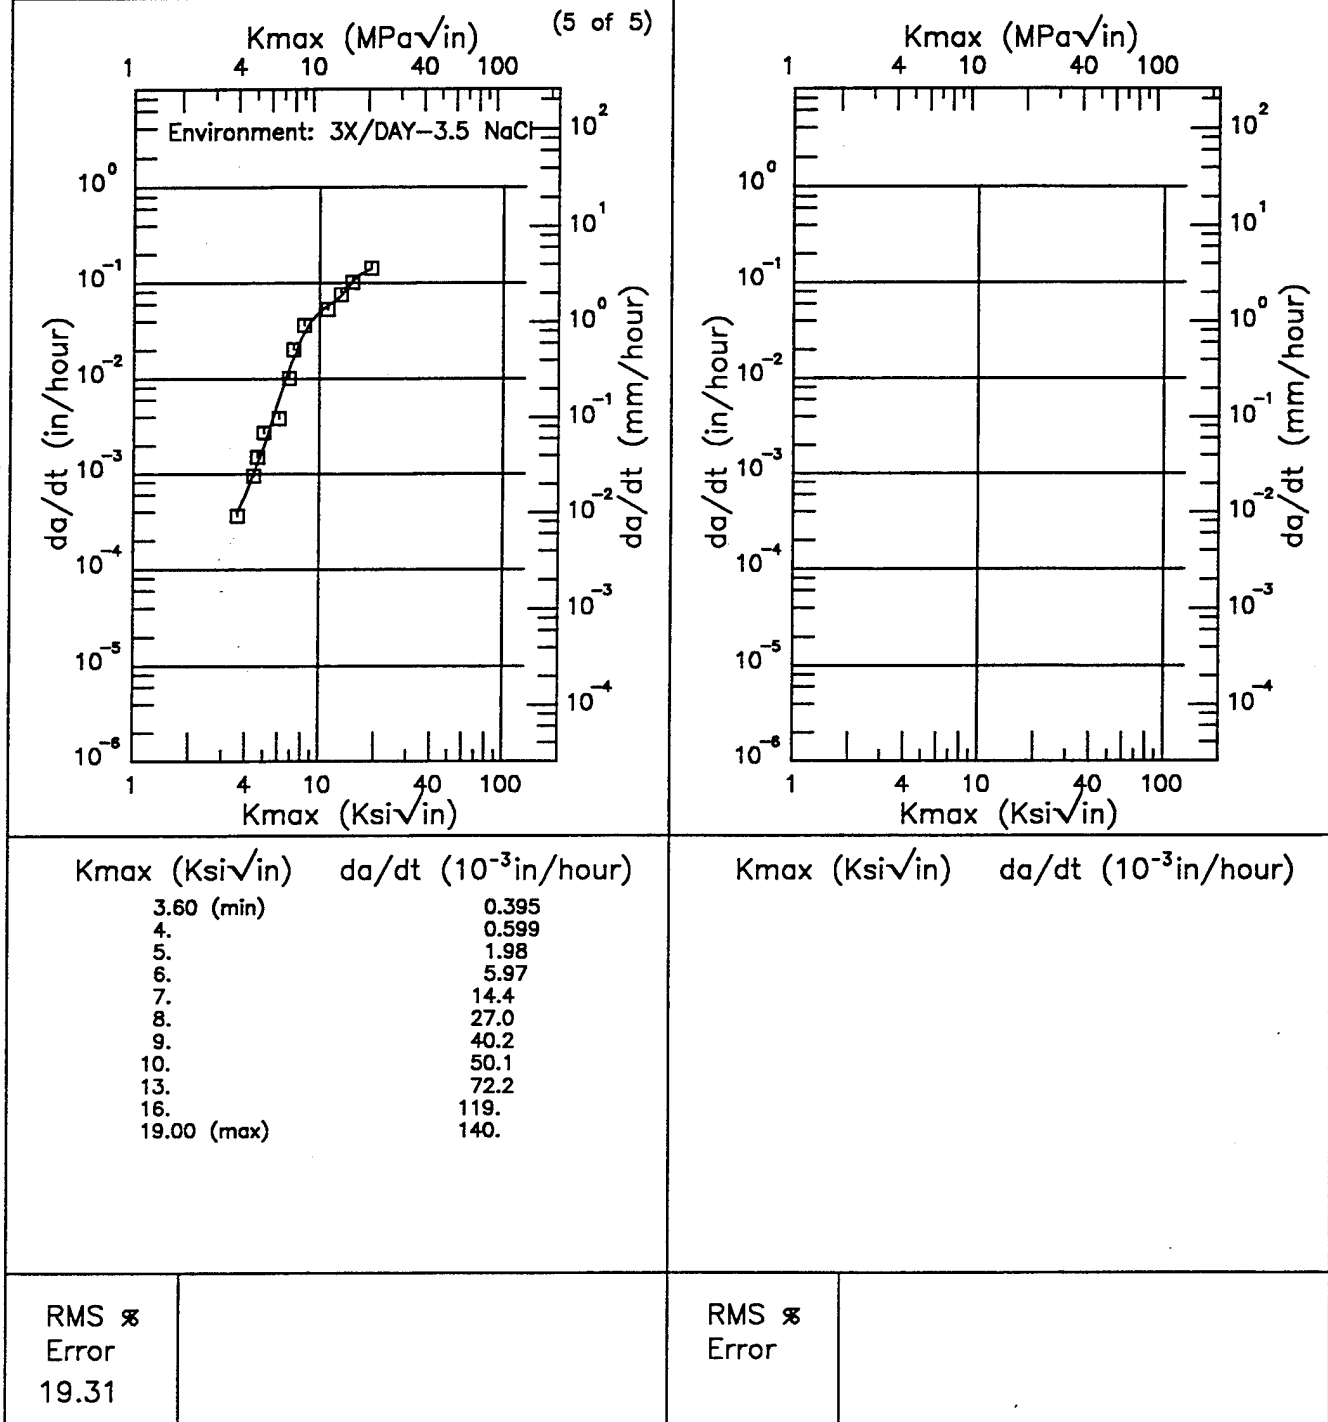 (5 of 5)
Kmax (MPa√in)
1 4 10 40 100
Environment: 3X/DAY-3.5 NaCl
10⁰
10⁻¹
10⁻²
10⁻³
10⁻⁴
10⁻⁵
10⁻⁶
da/dt (in/hour)
10²
10¹
10⁰
10⁻¹
10⁻²
10⁻³
10⁻⁴
da/dt (mm/hour)
1 4 10 40 100
Kmax (Ksi√in)
Kmax (MPa√in)
1 4 10 40 100
10⁰
10⁻¹
10⁻²
10⁻³
10⁻⁴
10⁻⁵
10⁻⁶
da/dt (in/hour)
10²
10¹
10⁰
10⁻¹
10⁻²
10⁻³
10⁻⁴
da/dt (mm/hour)
1 4 10 40 100
Kmax (Ksi√in)
Kmax (Ksi√in) da/dt (10⁻³in/hour)
3.60 (min) 0.395
4. 0.599
5. 1.98
6. 5.97
7. 14.4
8. 27.0
9. 40.2
10. 50.1
13. 72.2
16. 119.
19.00 (max) 140.
Kmax (Ksi√in) da/dt (10⁻³in/hour)
RMS %
Error
19.31
RMS %
Error